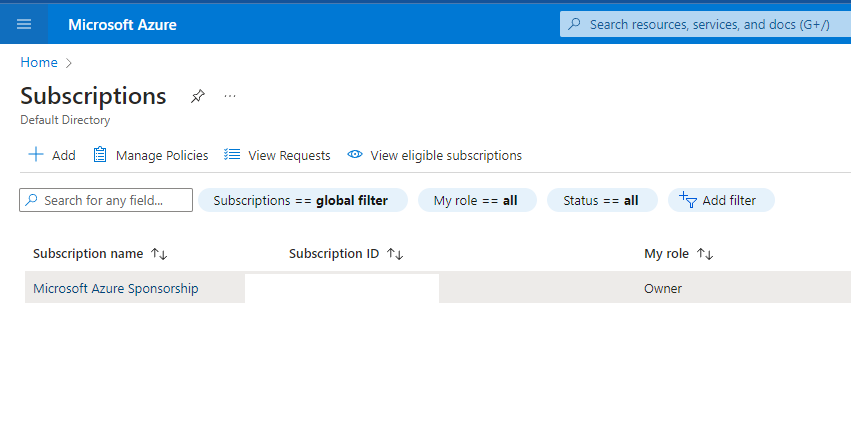 Microsoft Azure
Search resources, services, and docs (G+/)
Home >
Subscriptions ...
Default Directory
+ Add Manage Policies View Requests View eligible subscriptions
Search for any field... Subscriptions == global filter My role == all Status == all Add filter
Subscription name ↑↓ Subscription ID ↑↓ My role ↑↓
Microsoft Azure Sponsorship Owner